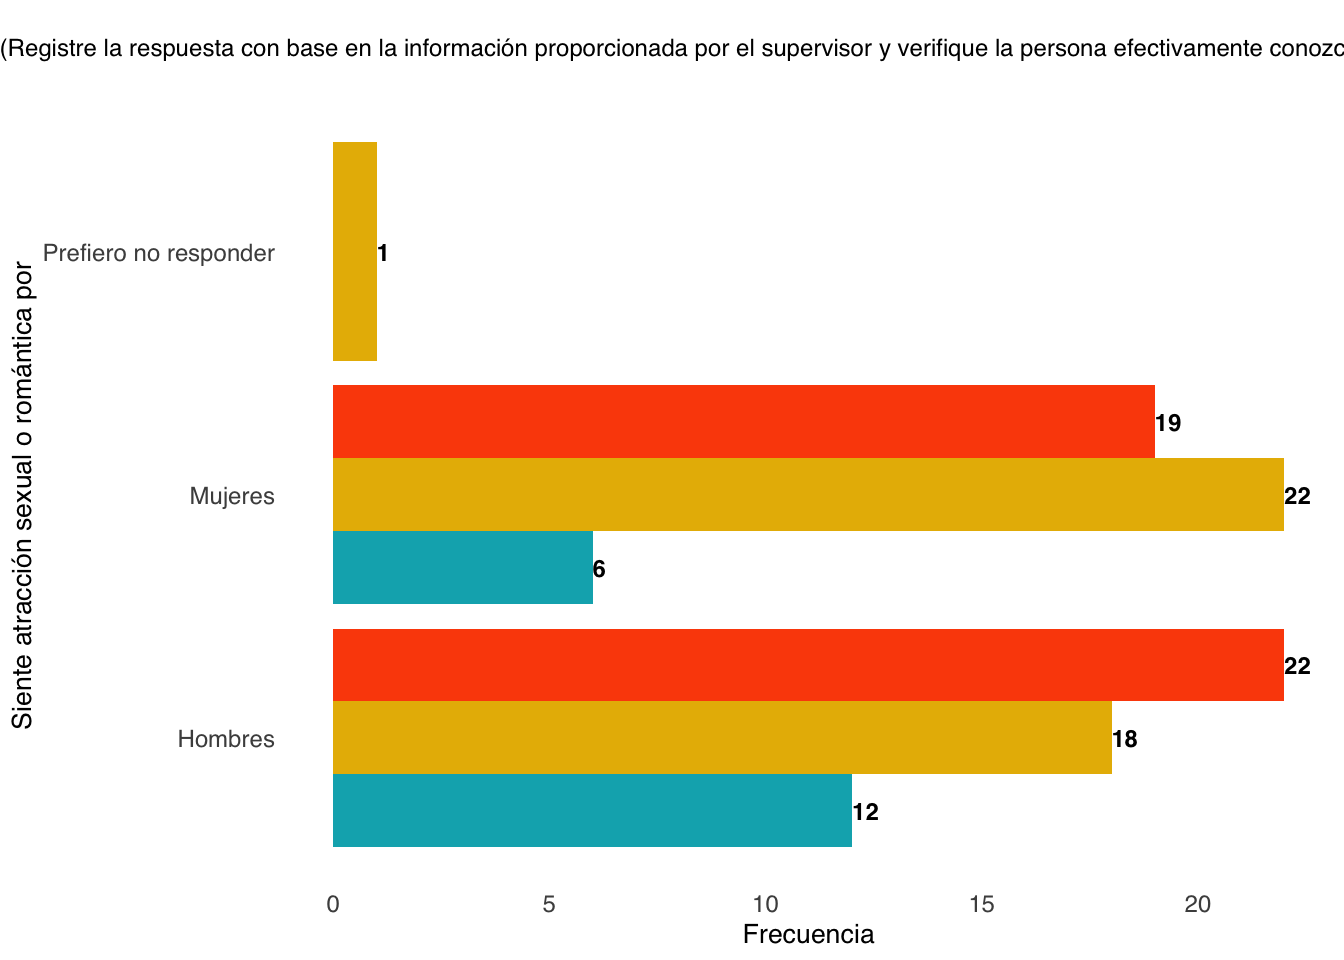 (Registre la respuesta con base en la información proporcionada por el supervisor y verifique la persona efectivamente
Siente atracción sexual o romántica por
Prefiero no responder
1
19
Mujeres
22
6
22
Hombres
18
12
0 5 10 15 20
Frecuencia